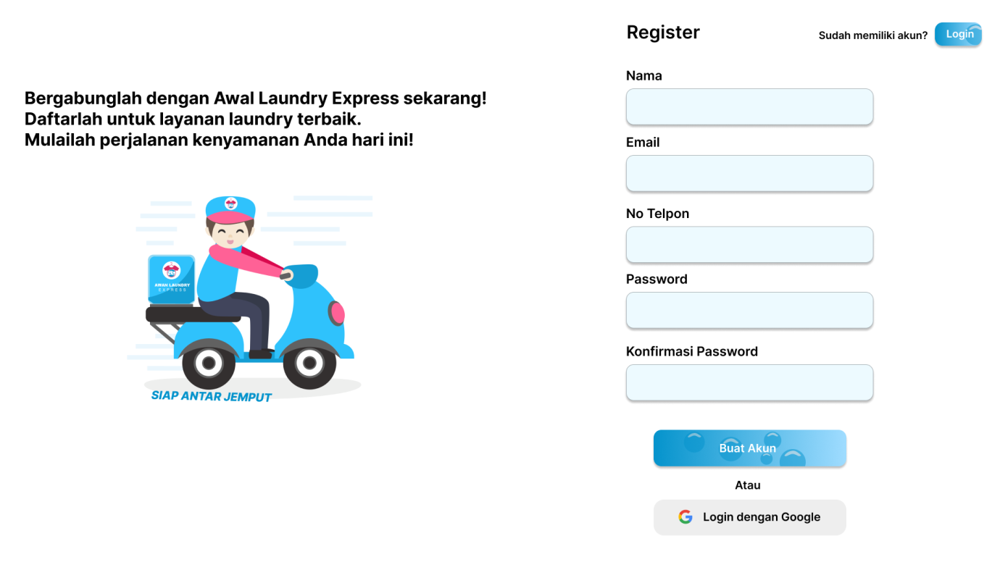 Register
Sudah memiliki akun?
Login
Bergabunglah dengan Awal Laundry Express sekarang!
Daftarlah untuk layanan laundry terbaik.
Mulailah perjalanan kenyamanan Anda hari ini!
AWAH LAUNDRY
EXPRESS
SIAP ANTAR JEMPUT
Nama
Email
No Telpon
Password
Konfirmasi Password
Buat Akun
Atau
Login dengan Google